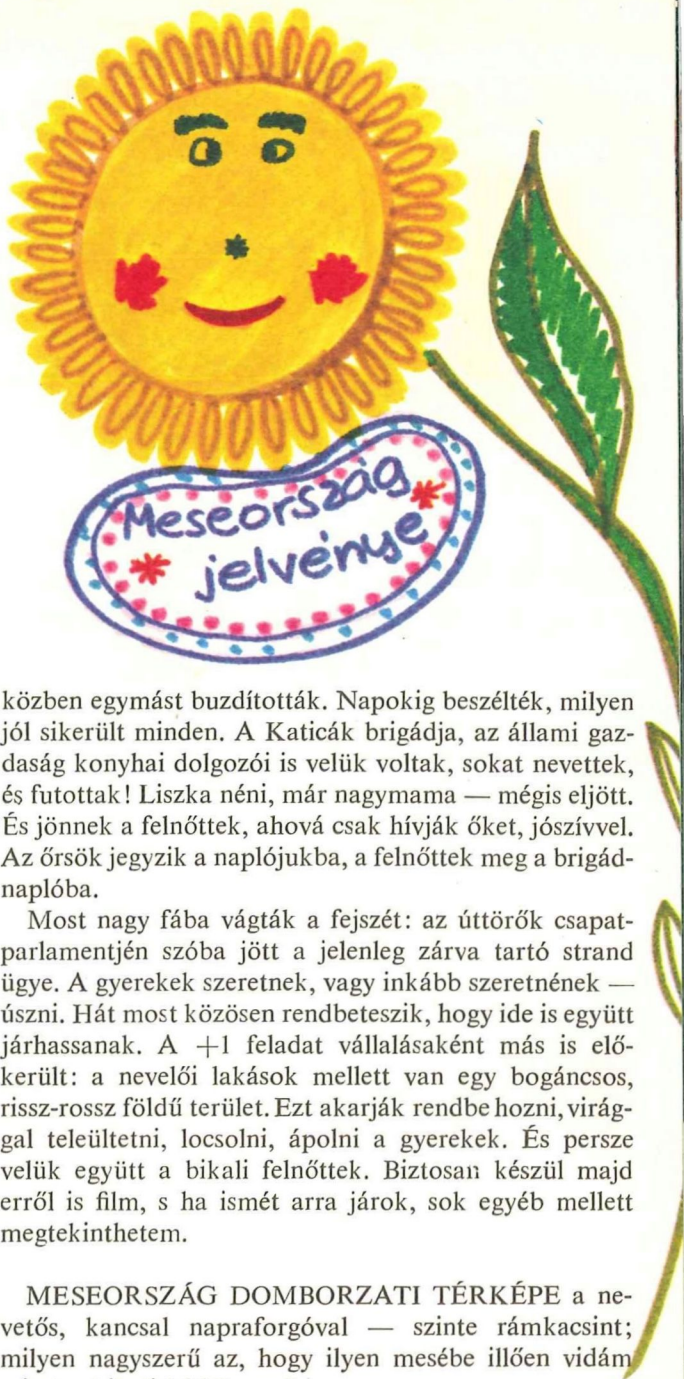 Meseország
jelvénye
közben egymást buzdították. Napokig beszélték, milyen
jól sikerült minden. A Katicák brigádja, az állami gaz-
daság konyhai dolgozói is velük voltak, sokat nevettek,
és futottak! Liszka néni, már nagymama — mégis eljött.
És jönnek a felnőttek, ahová csak hívják őket, jószívvel.
Az őrsök jegyzik a naplójukba, a felnőttek meg a brigád-
naplóba.
Most nagy fába vágták a fejszét: az úttörők csapat-
parlamentjén szóba jött a jelenleg zárva tartó strand
ügye. A gyerekek szeretnek, vagy inkább szeretnének —
úszni. Hát most közösen rendbeteszik, hogy ide is együtt
járhassanak. A +1 feladat vállalásaként más is elő-
került: a nevelői lakások mellett van egy bogáncsos,
rissz-rossz földű terület. Ezt akarják rendbe hozni, virág-
gal teleültetni, locsolni, ápolni a gyerekek. És persze
velük együtt a bikali felnőttek. Biztosan készül majd
erről is film, s ha ismét arra járok, sok egyéb mellett
megtekinthetem.
MESEORSZÁG DOMBORZATI TÉRKÉPE a ne-
vetős, kancsal napraforgóval — szinte rámkacsint;
milyen nagyszerű az, hogy ilyen mesébe illően vidám